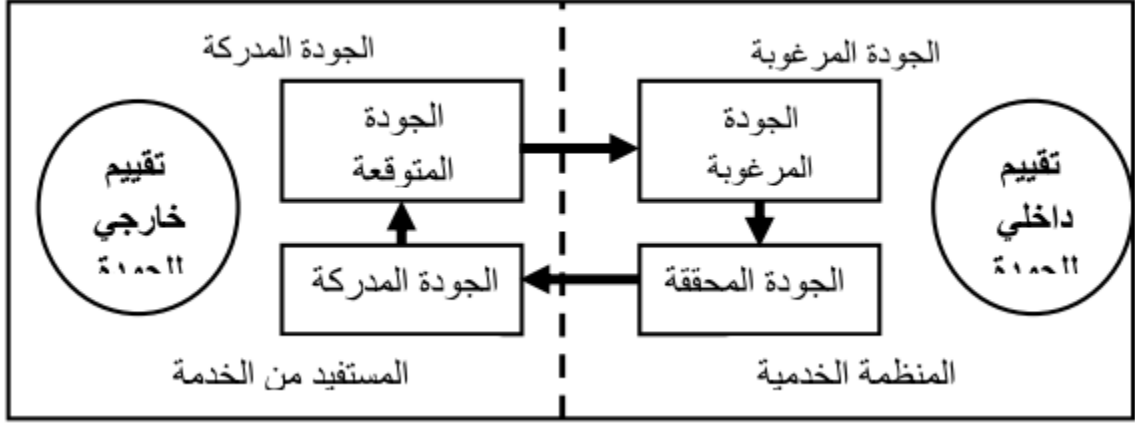 الجودة المرغوبة
الجودة المدركة
تقييم
داخلي
الجودة
المرغوبة
الجودة
المتوقعة
تقييم
خارجي
الجودة المحققة
الجودة المدركة
المنظمة الخدمية
المستفيد من الخدمة